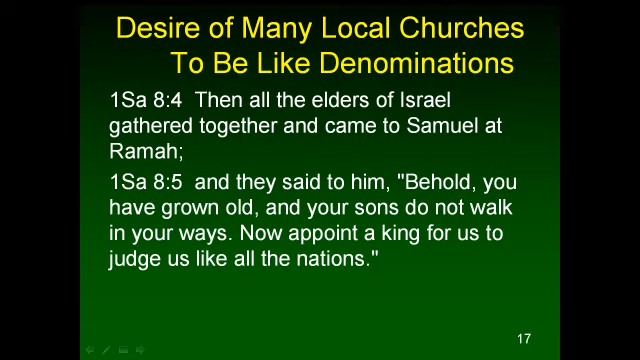 Desire of Many Local Churches
To Be Like Denominations
1Sa 8:4 Then all the elders of Israel
gathered together and came to Samuel at
Ramah;
1Sa 8:5 and they said to him, "Behold, you
have grown old, and your sons do not walk
in your ways. Now appoint a king for us to
judge us like all the nations."
17